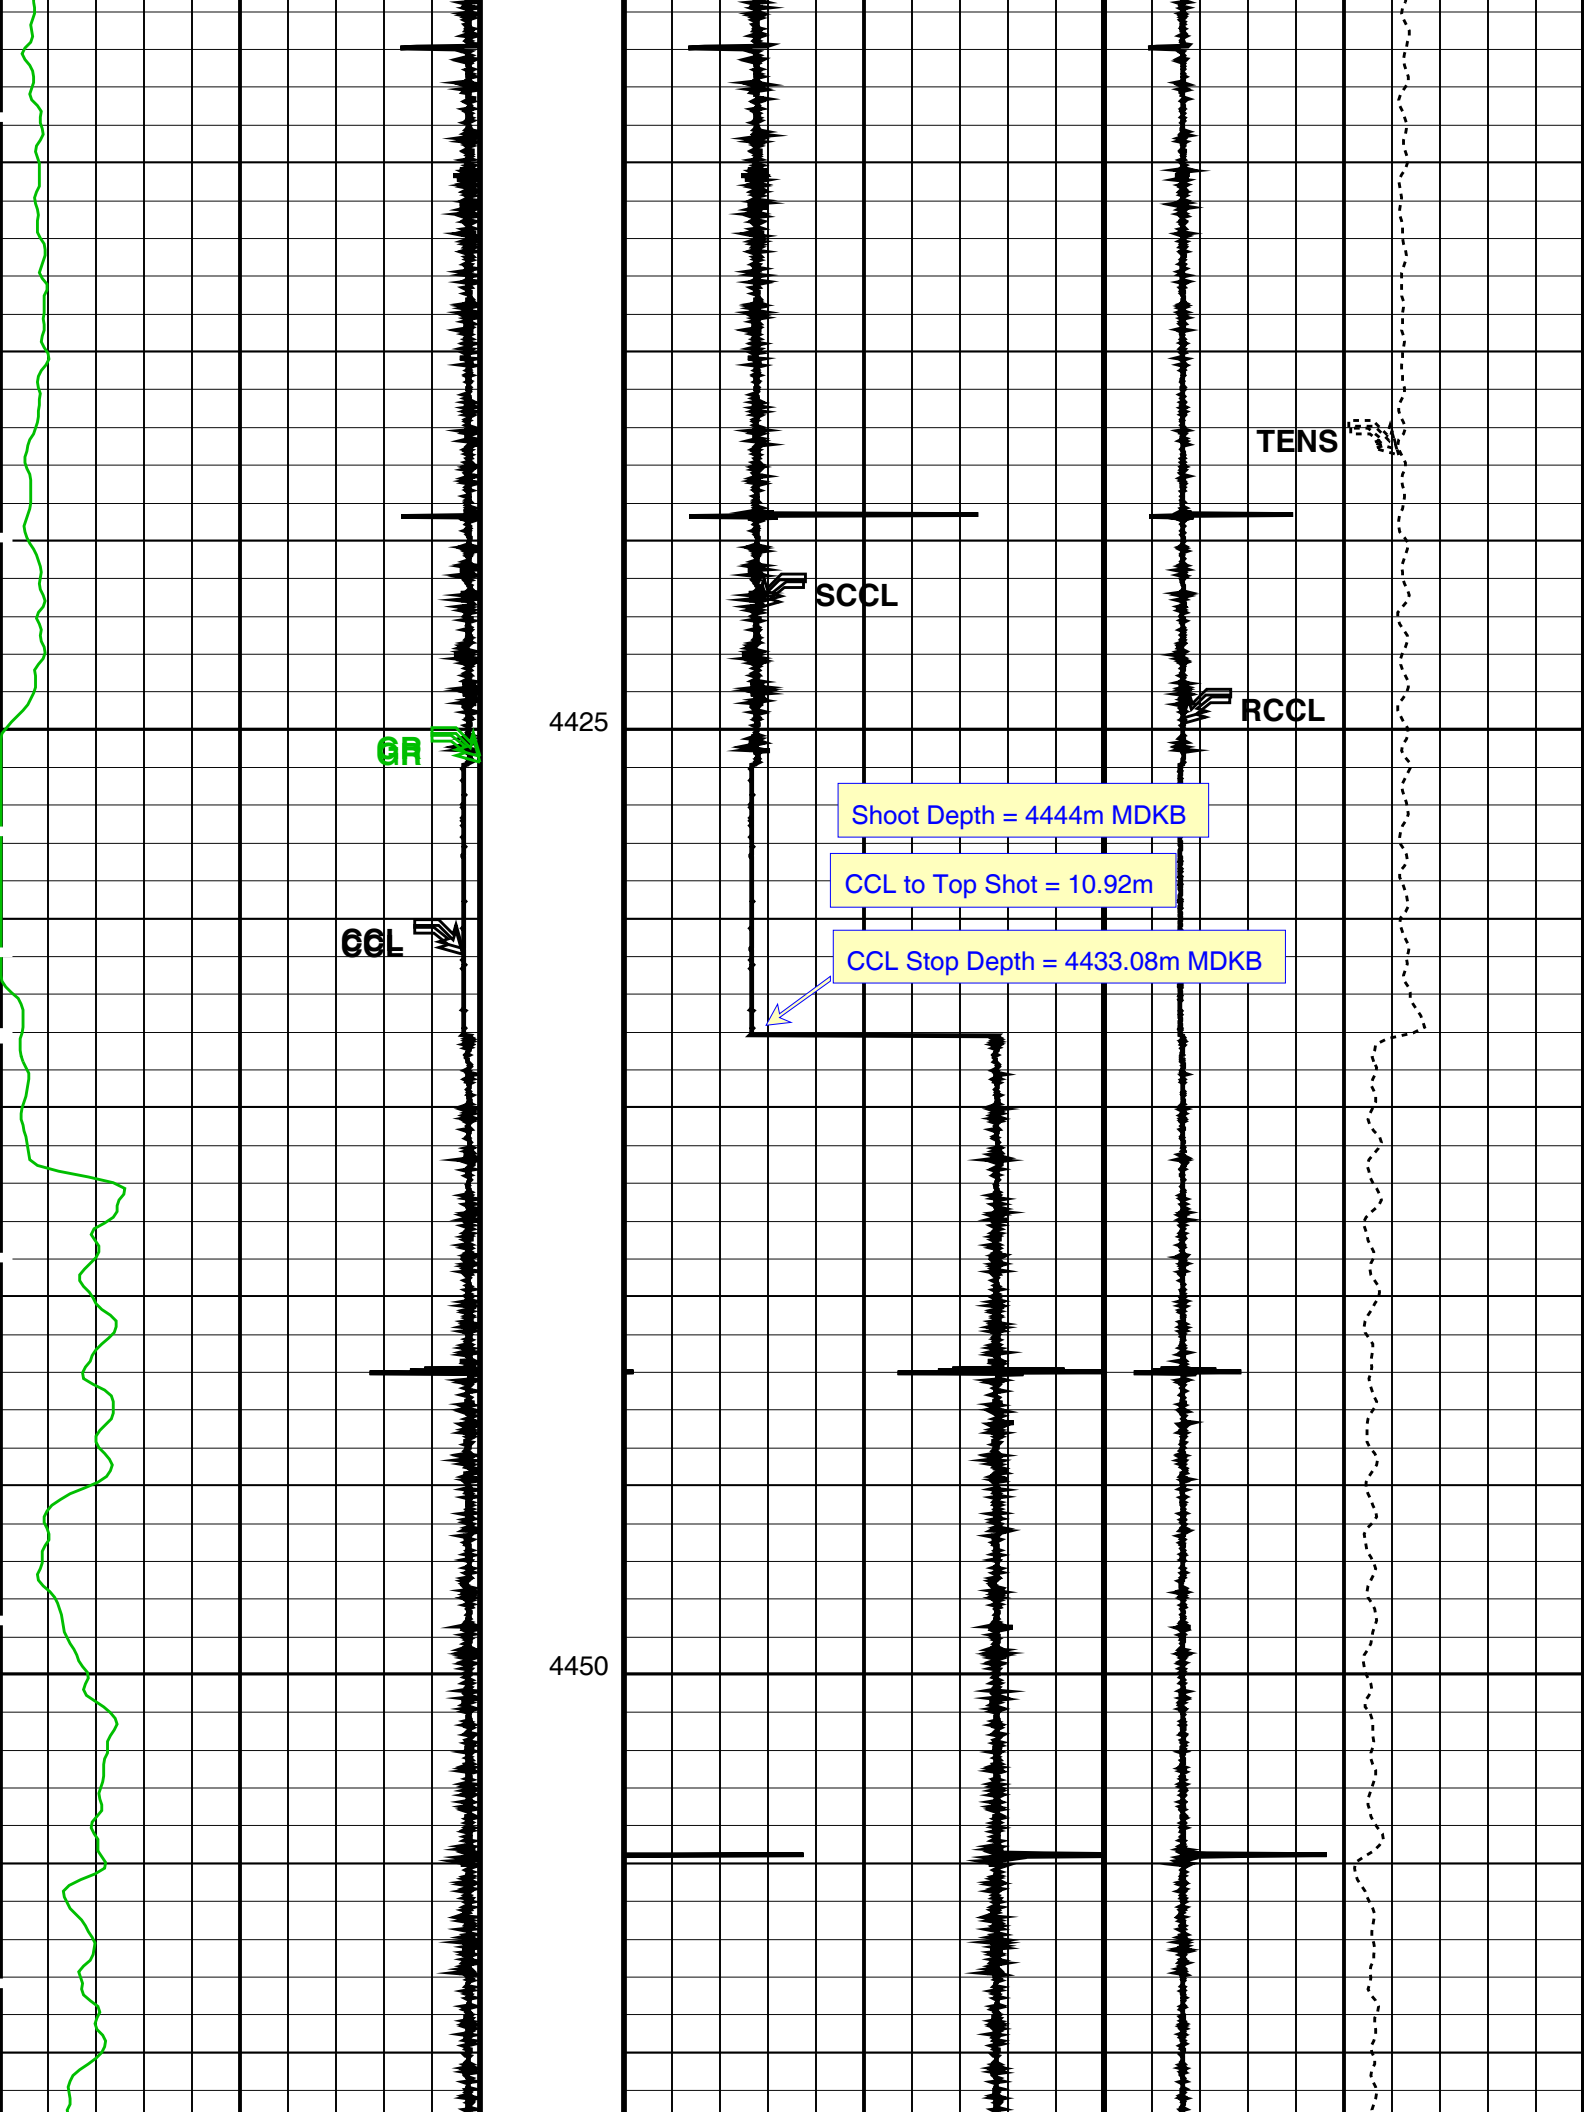 TENS
SCCL
RCCL
4425
GR
Shoot Depth = 4444m MDKB
CCL to Top Shot = 10.92m
CCL
CCL Stop Depth = 4433.08m MDKB
4450